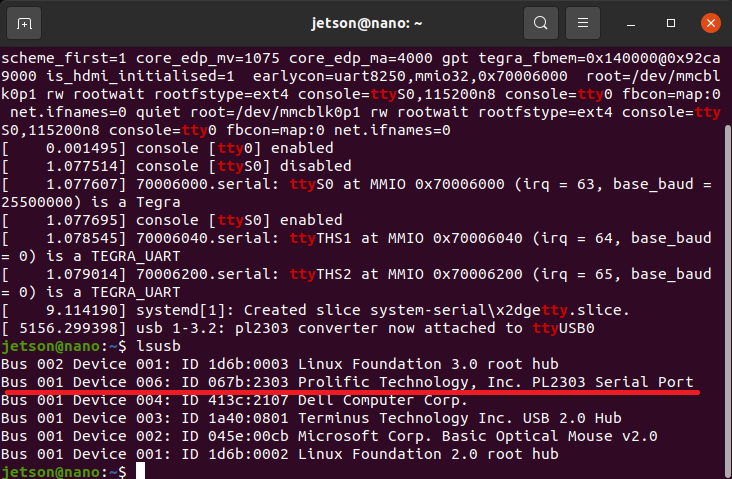 jetson@nano: ~
scheme_first=1 core_edp_mv=1075 core_edp_ma=4000 gpt tegra_fbmem=0x140000@0x92ca
9000 is_hdmi_initialised=1  earlycon=uart8250,mmio32,0x70006000  root=/dev/mmcbl
k0p1 rw rootwait rootfstype=ext4 console=ttyS0,115200n8 console=tty0 fbcon=map:0
 net.ifnames=0 quiet root=/dev/mmcblk0p1 rw rootwait rootfstype=ext4 console=tty
S0,115200n8 console=tty0 fbcon=map:0 net.ifnames=0
[    0.001495] console [tty0] enabled
[    1.077514] console [ttyS0] disabled
[    1.077607] 70006000.serial: ttyS0 at MMIO 0x70006000 (irq = 63, base_baud =
25500000) is a Tegra
[    1.077695] console [ttyS0] enabled
[    1.078545] 70006040.serial: ttyTHS1 at MMIO 0x70006040 (irq = 64, base_baud
= 0) is a TEGRA_UART
[    1.079014] 70006200.serial: ttyTHS2 at MMIO 0x70006200 (irq = 65, base_baud
= 0) is a TEGRA_UART
[    9.114190] systemd[1]: Created slice system-serial\x2dgetty.slice.
[ 5156.299398] usb 1-3.2: pl2303 converter now attached to ttyUSB0
jetson@nano:~$ lsusb
Bus 002 Device 001: ID 1d6b:0003 Linux Foundation 3.0 root hub
Bus 001 Device 006: ID 067b:2303 Prolific Technology, Inc. PL2303 Serial Port
Bus 001 Device 004: ID 413c:2107 Dell Computer Corp.
Bus 001 Device 003: ID 1a40:0801 Terminus Technology Inc. USB 2.0 Hub
Bus 001 Device 002: ID 045e:00cb Microsoft Corp. Basic Optical Mouse v2.0
Bus 001 Device 001: ID 1d6b:0002 Linux Foundation 2.0 root hub
jetson@nano:~$